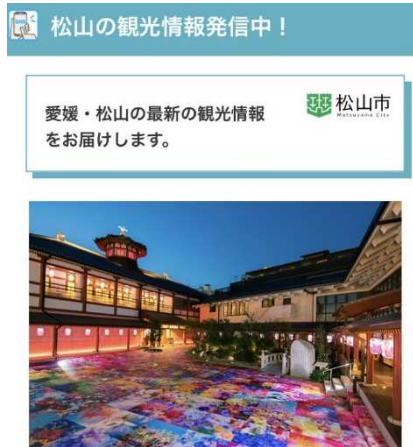 松山の観光情報発信中！
愛媛・松山の最新の観光情報
をお届けします。
松山市
Matsuyama City